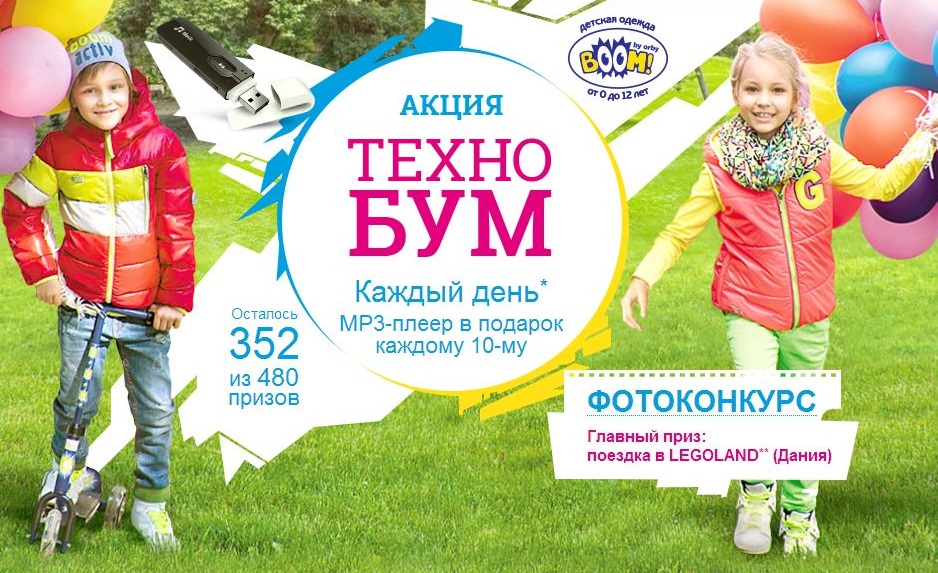 АКЦИЯ
ТЕХНО
БУМ
Каждый день*
MP3-плеер в подарок
каждому 10-му
Осталось
352
из 480
призов
детская одежда
BOOM!
by orby
от 0 до 12 лет
ФОТОКОНКУРС
Главный приз:
поездка в LEGOLAND** (Дания)
activ
G